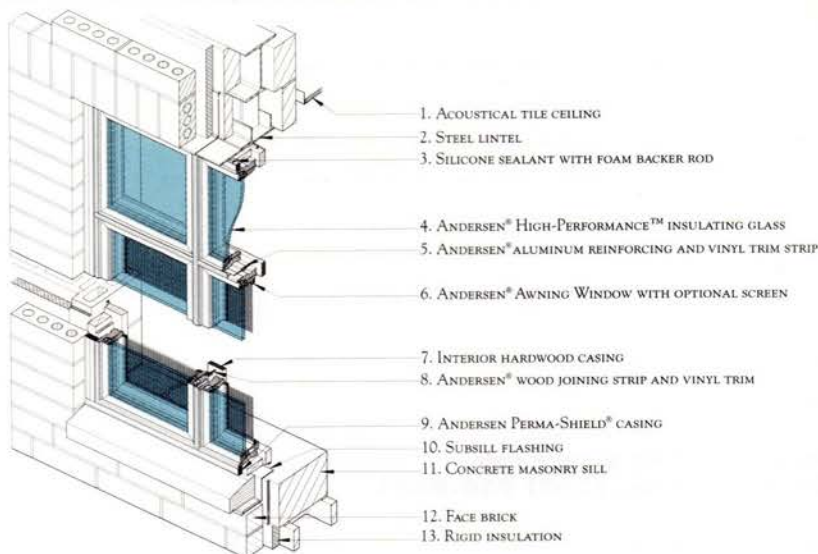 1. ACOUSTICAL TILE CEILING
2. STEEL LINTEL
3. SILICONE SEALANT WITH FOAM BACKER ROD
4. ANDERSEN® HIGH-PERFORMANCE™ INSULATING GLASS
5. ANDERSEN® ALUMINUM REINFORCING AND VINYL TRIM STRIP
6. ANDERSEN® AWNING WINDOW WITH OPTIONAL SCREEN
7. INTERIOR HARDWOOD CASING
8. ANDERSEN® WOOD JOINING STRIP AND VINYL TRIM
9. ANDERSEN PERMA-SHIELD® CASING
10. SUBSILL FLASHING
11. CONCRETE MASONRY SILL
12. FACE BRICK
13. RIGID INSULATION